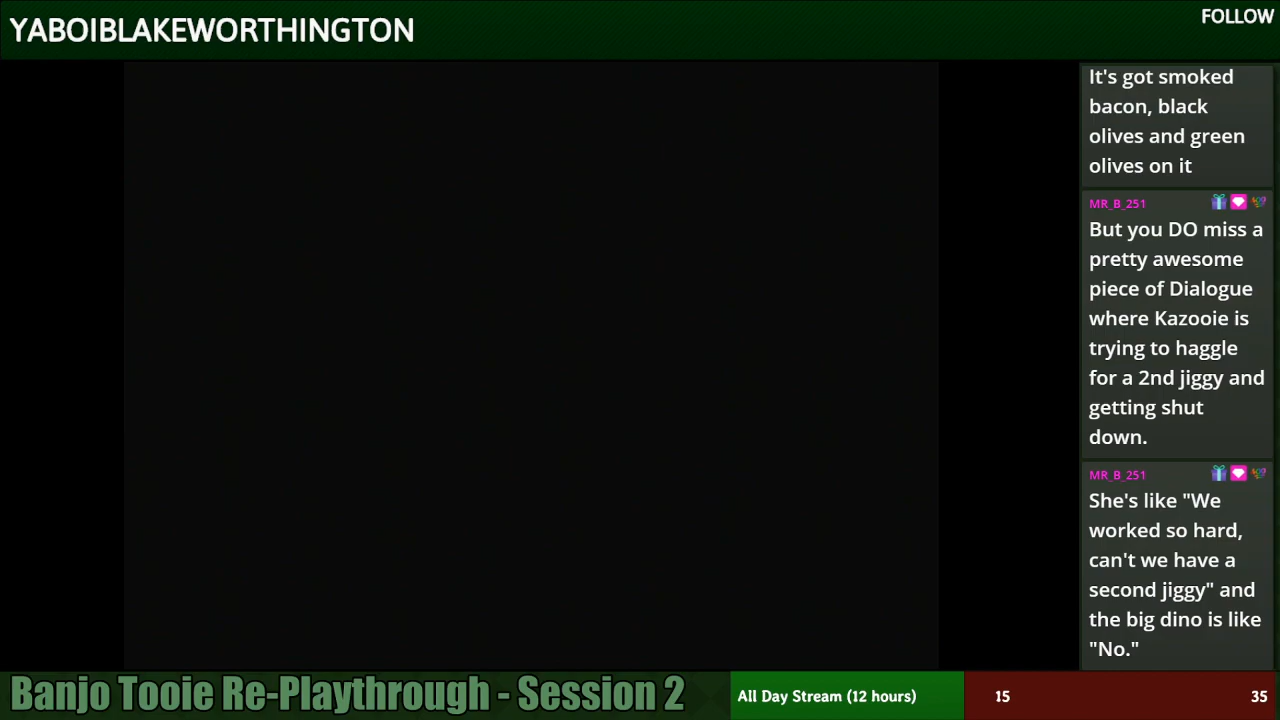 YABOIBLAKEWORTHINGTON
FOLLOW
It's got smoked
bacon, black
olives and green
olives on it
MR_B_251
But you DO miss a
pretty awesome
piece of Dialogue
where Kazooie is
trying to haggle
for a 2nd jiggy and
getting shut
down.
MR_B_251
She's like "We
worked so hard,
can't we have a
second jiggy" and
the big dino is like
"No."
Banjo Tooie Re-Playthrough - Session 2
All Day Stream (12 hours)
15
35